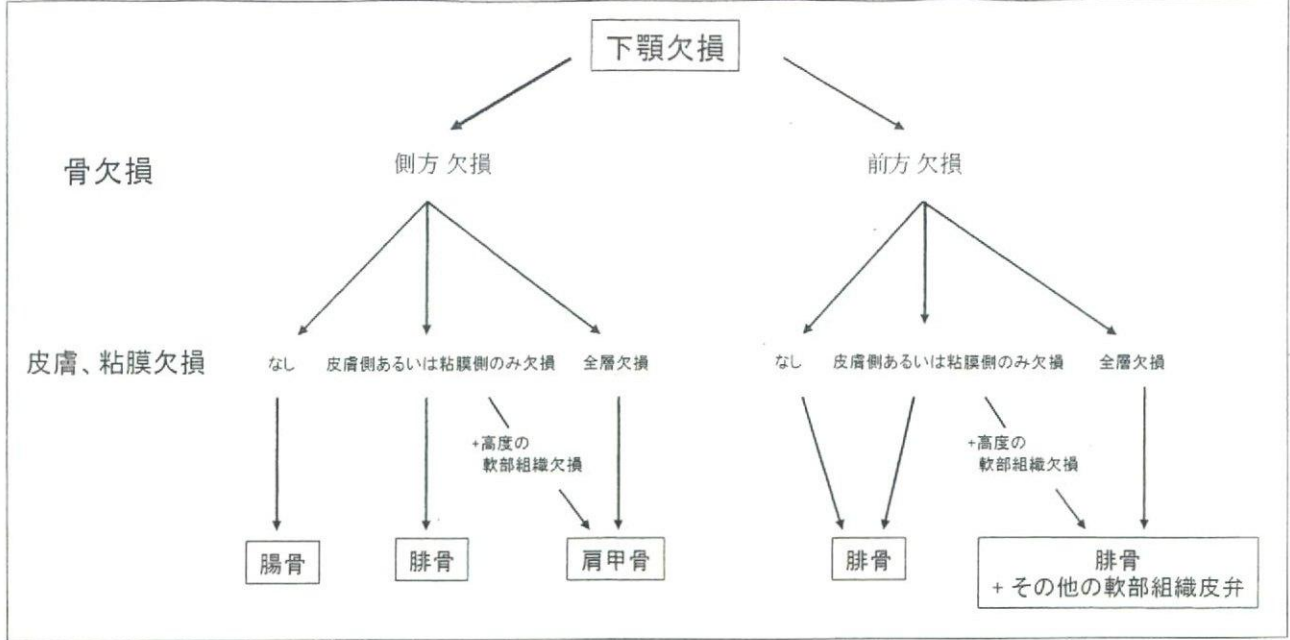 下顎欠損
骨欠損
側方 欠損
前方 欠損
皮膚、粘膜欠損
なし
皮膚側あるいは粘膜側のみ欠損
全層欠損
なし
皮膚側あるいは粘膜側のみ欠損
全層欠損
+高度の
軟部組織欠損
+高度の
軟部組織欠損
腸骨
腓骨
肩甲骨
腓骨
腓骨
+ その他の軟部組織皮弁